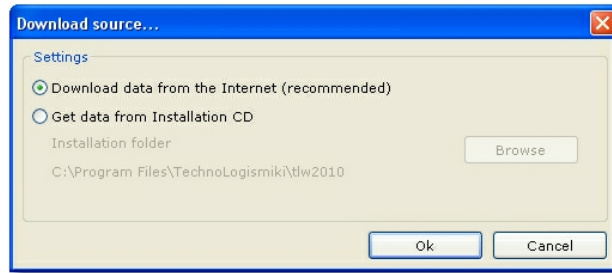 Download source...
Settings
Download data from the Internet (recommended)
Get data from Installation CD
Installation folder
Browse
C:\Program Files\TechnoLogismiki\tlw2010
Ok
Cancel